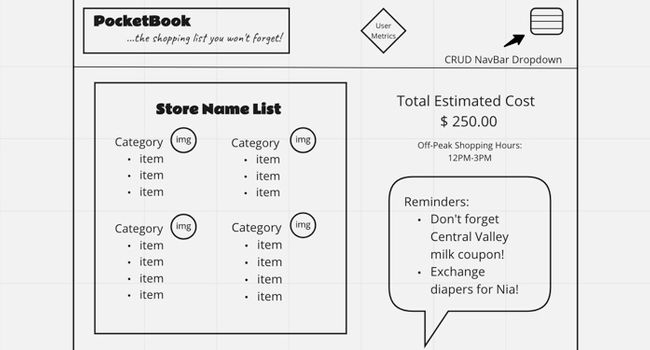 PocketBook
...the shopping list you won't forget!
User
Metrics
CRUD NavBar Dropdown
Store Name List
Category img
• item
• item
• item
Category img
• item
• item
• item
Category img
• item
• item
• item
• item
Category img
• item
• item
• item
• item
Total Estimated Cost
$ 250.00
Off-Peak Shopping Hours:
12PM-3PM
Reminders:
• Don't forget
Central Valley
milk coupon!
• Exchange
diapers for Nia!